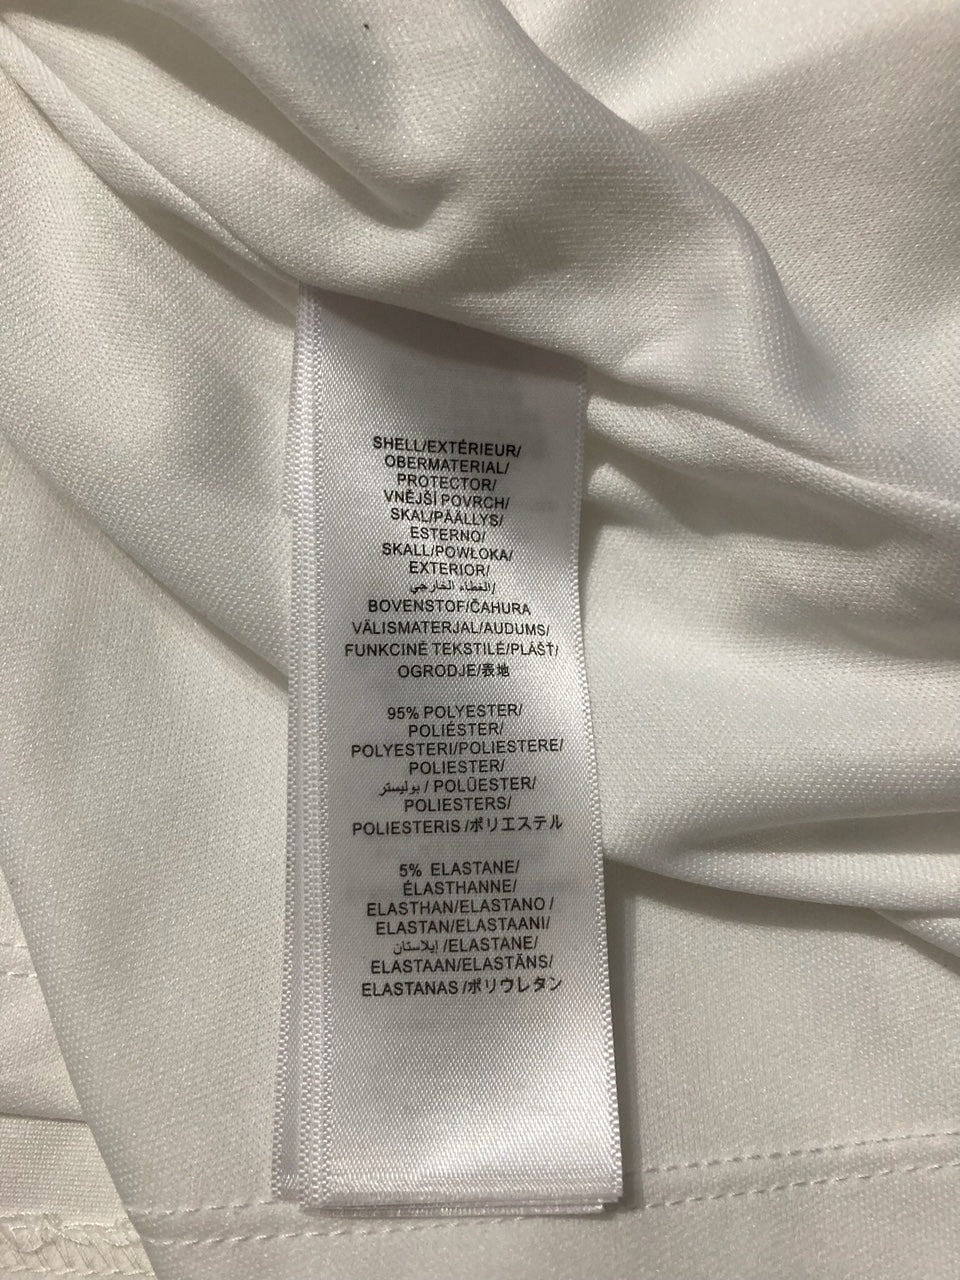 SHELL/EXTÉRIEUR/
OBERMATERIAL/
PROTECTOR/
VNĚJŠÍ POVRCH/
SKAL/PÄÄLLYS/
ESTERNO/
SKALL/POWŁOKA/
EXTERIOR/
الغطاء الخارجي/
BOVENSTOF/ČAHURA
VÄLISMATERJAL/AUDUMS/
FUNKCINĖ TEKSTILĖ/PLÁŠŤ/
OGRODJE/表地
95% POLYESTER/
POLIÉSTER/
POLYESTERI/POLIESTERE/
POLIESTER/
بوليستر / POLÜESTER/
POLIESTERS/
POLIESTERIS /ポリエステル
5% ELASTANE/
ÉLASTHANNE/
ELASTHAN/ELASTANO /
ELASTAN/ELASTAANI/
إيلاستان /ELASTANE/
ELASTAAN/ELASTĀNS/
ELASTANAS /ポリウレタン